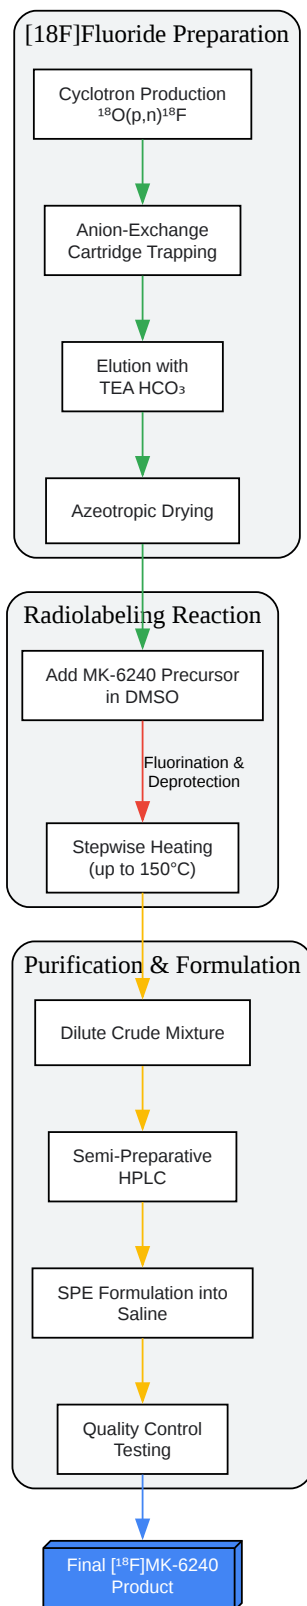 [18F]Fluoride Preparation
Cyclotron Production
¹⁸O(p,n)¹⁸F
Anion-Exchange
Cartridge Trapping
Elution with
TEA HCO₃
Azeotropic Drying
Radiolabeling Reaction
Add MK-6240 Precursor
in DMSO
Fluorination &
Deprotection
Stepwise Heating
(up to 150°C)
Purification & Formulation
Dilute Crude Mixture
Semi-Preparative
HPLC
SPE Formulation into
Saline
Quality Control
Testing
Final [¹⁸F]MK-6240
Product